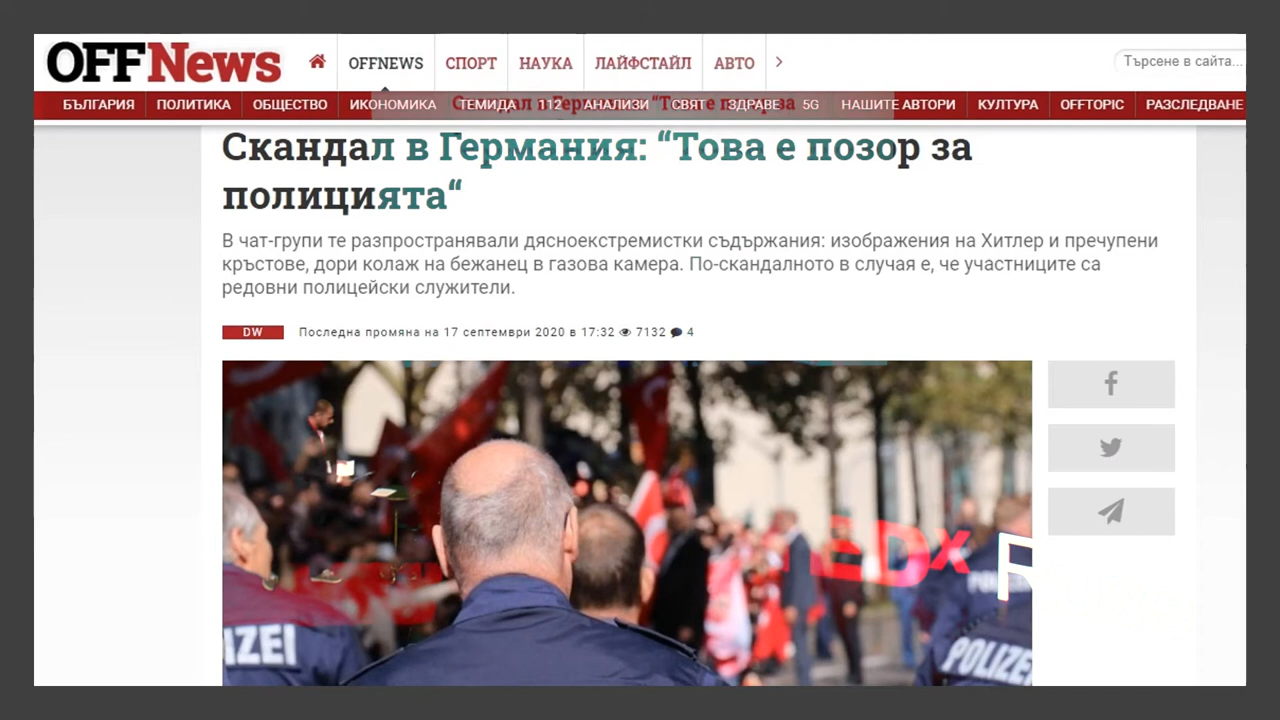 OFFNews
OFFNEWS СПОРТ НАУКА ЛАЙФСТАЙЛ АВТО
Търсене в сайта...
БЪЛГАРИЯ ПОЛИТИКА ОБЩЕСТВО ИКОНОМИКА ТЕМИДА 112 АНАЛИЗИ СВЯТ ЗДРАВЕ 5G НАШИТЕ АВТОРИ КУЛТУРА OFFTOPIC РАЗСЛЕДВАНЕ
Скандал в Германия: “Това е позор за
полицията“
В чат-групи те разпространявали дясноекстремистки съдържания: изображения на Хитлер и пречупени
кръстове, дори колаж на бежанец в газова камера. По-скандалното в случая е, че участниците са
редовни полицейски служители.
DW Последна промяна на 17 септември 2020 в 17:32 7132 4
TEDx R
IZEI
POLIZEI